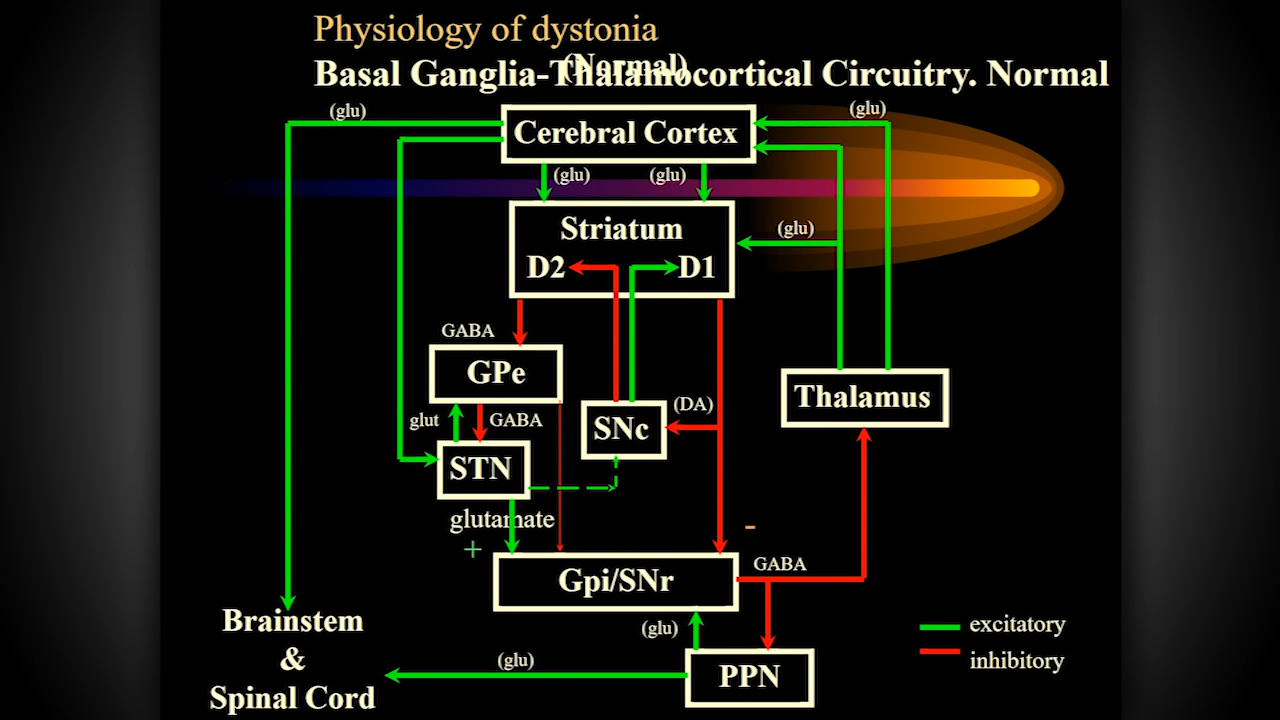 Physiology of dystonia
(Normal)
Basal Ganglia-Thalamocortical Circuitry. Normal
(glu)
(glu)
Cerebral Cortex
(glu)
(glu)
Striatum
(glu)
D2
D1
GABA
GPe
Thalamus
(DA)
glut
GABA
SNc
STN
glutamate
-
+
GABA
Gpi/SNr
Brainstem
&
Spinal Cord
(glu)
(glu)
PPN
excitatory
inhibitory